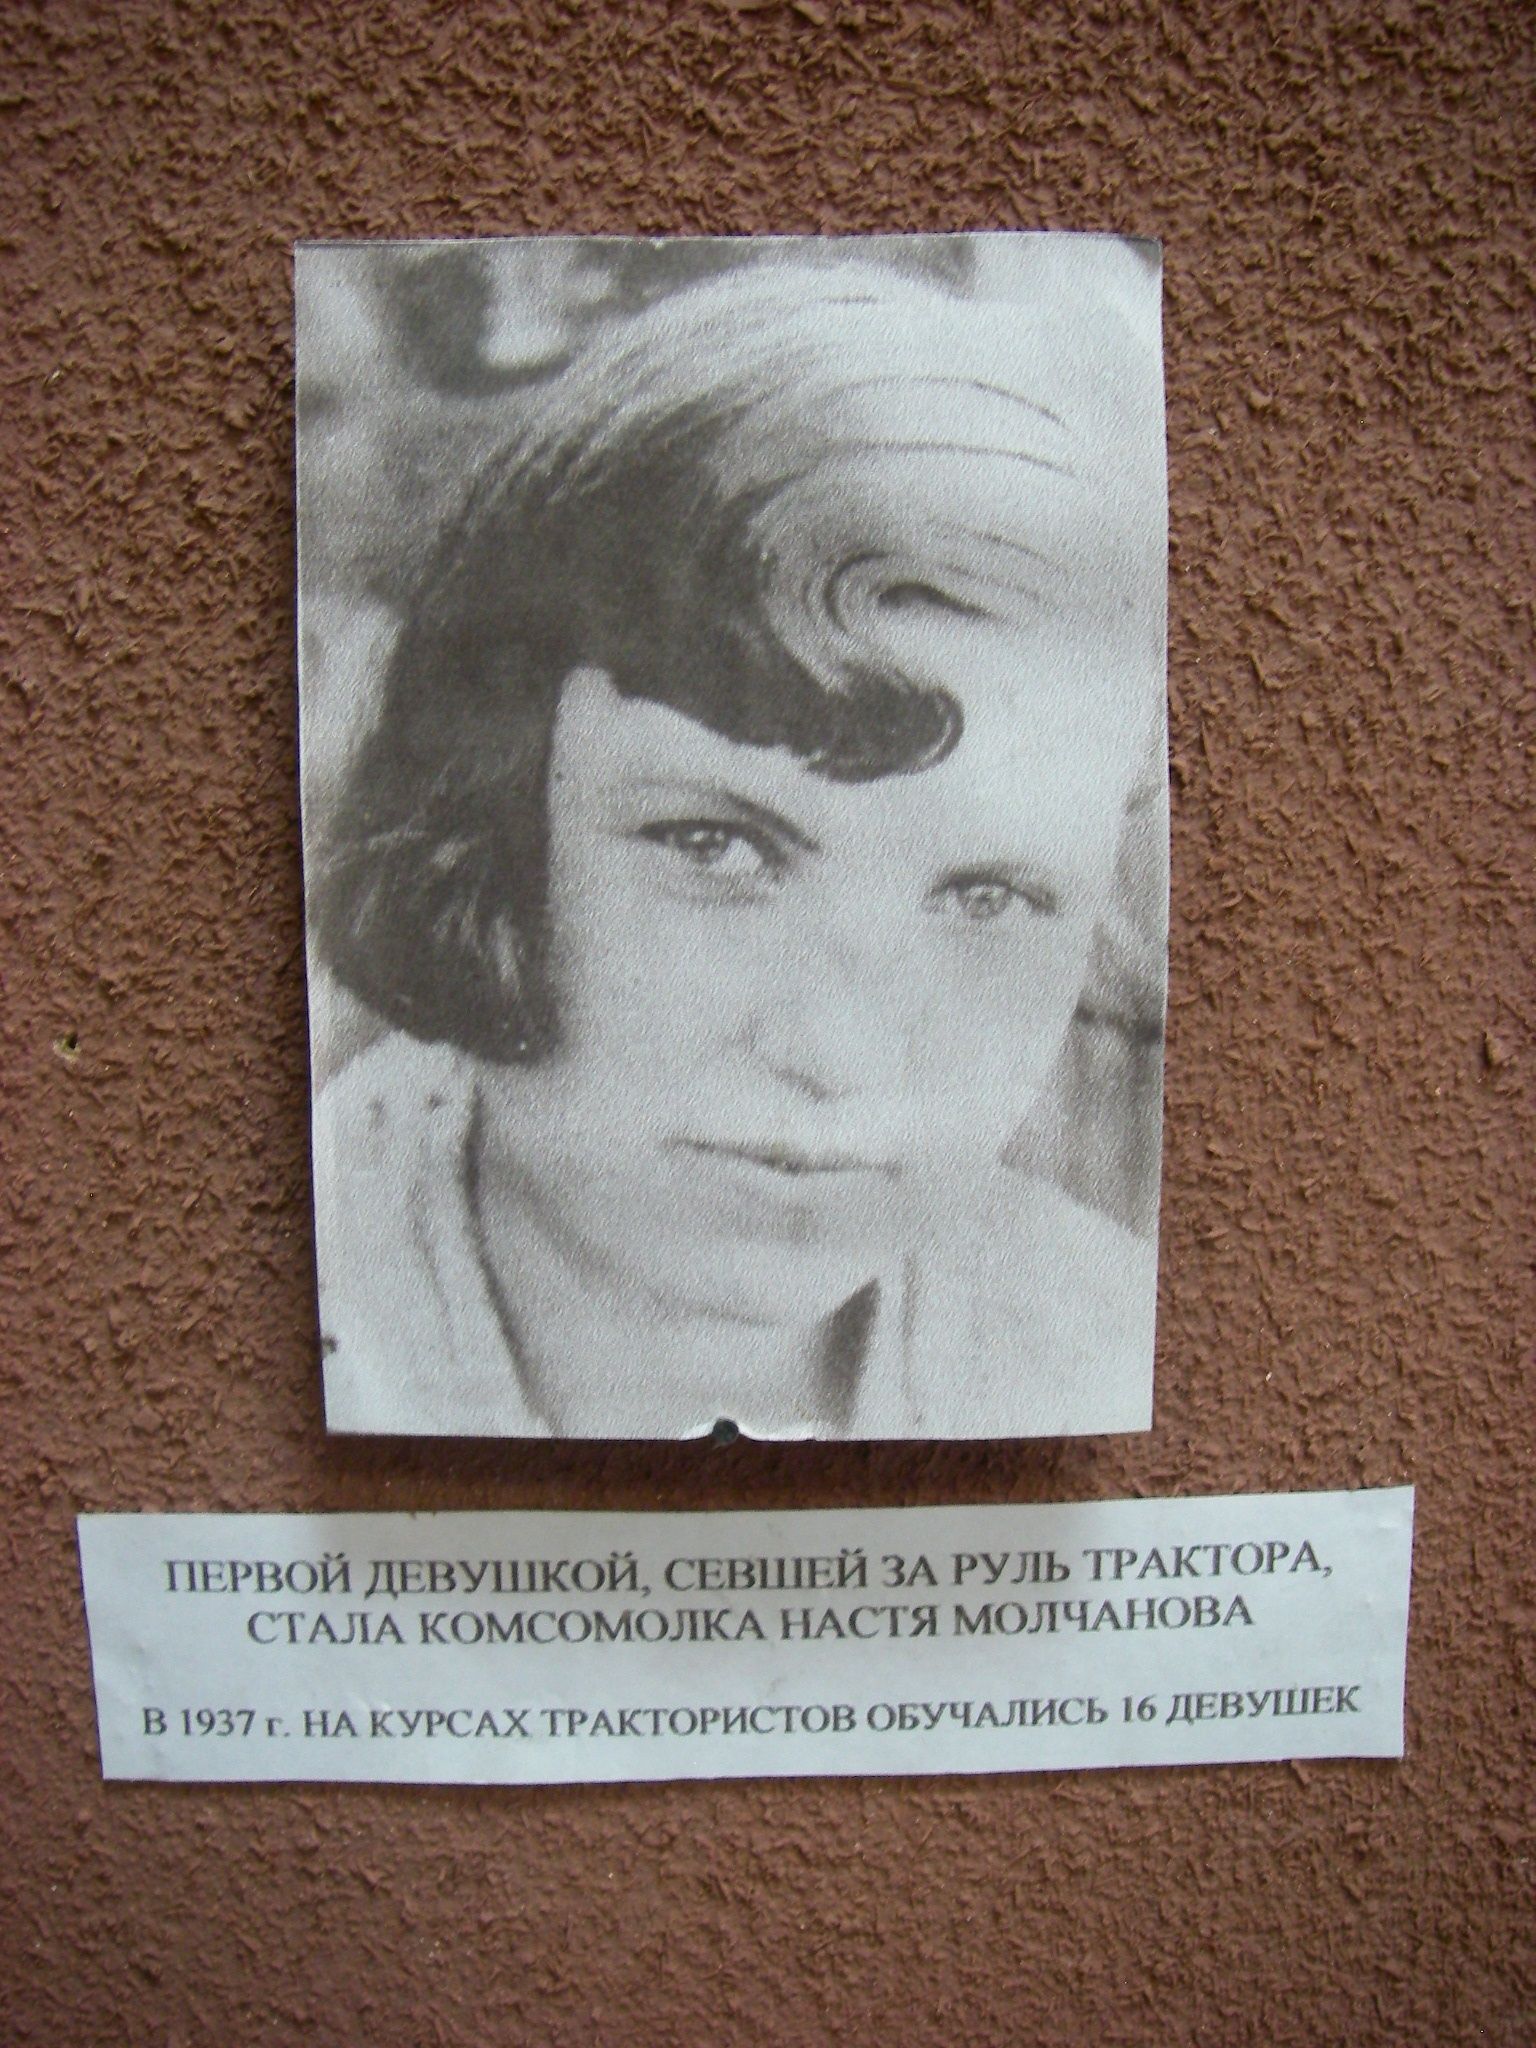 ПЕРВОЙ ДЕВУШКОЙ, СЕВШЕЙ ЗА РУЛЬ ТРАКТОРА,
СТАЛА КОМСОМОЛКА НАСТЯ МОЛЧАНОВА
В 1937 г. НА КУРСАХ ТРАКТОРИСТОВ ОБУЧАЛИСЬ 16 ДЕВУШЕК